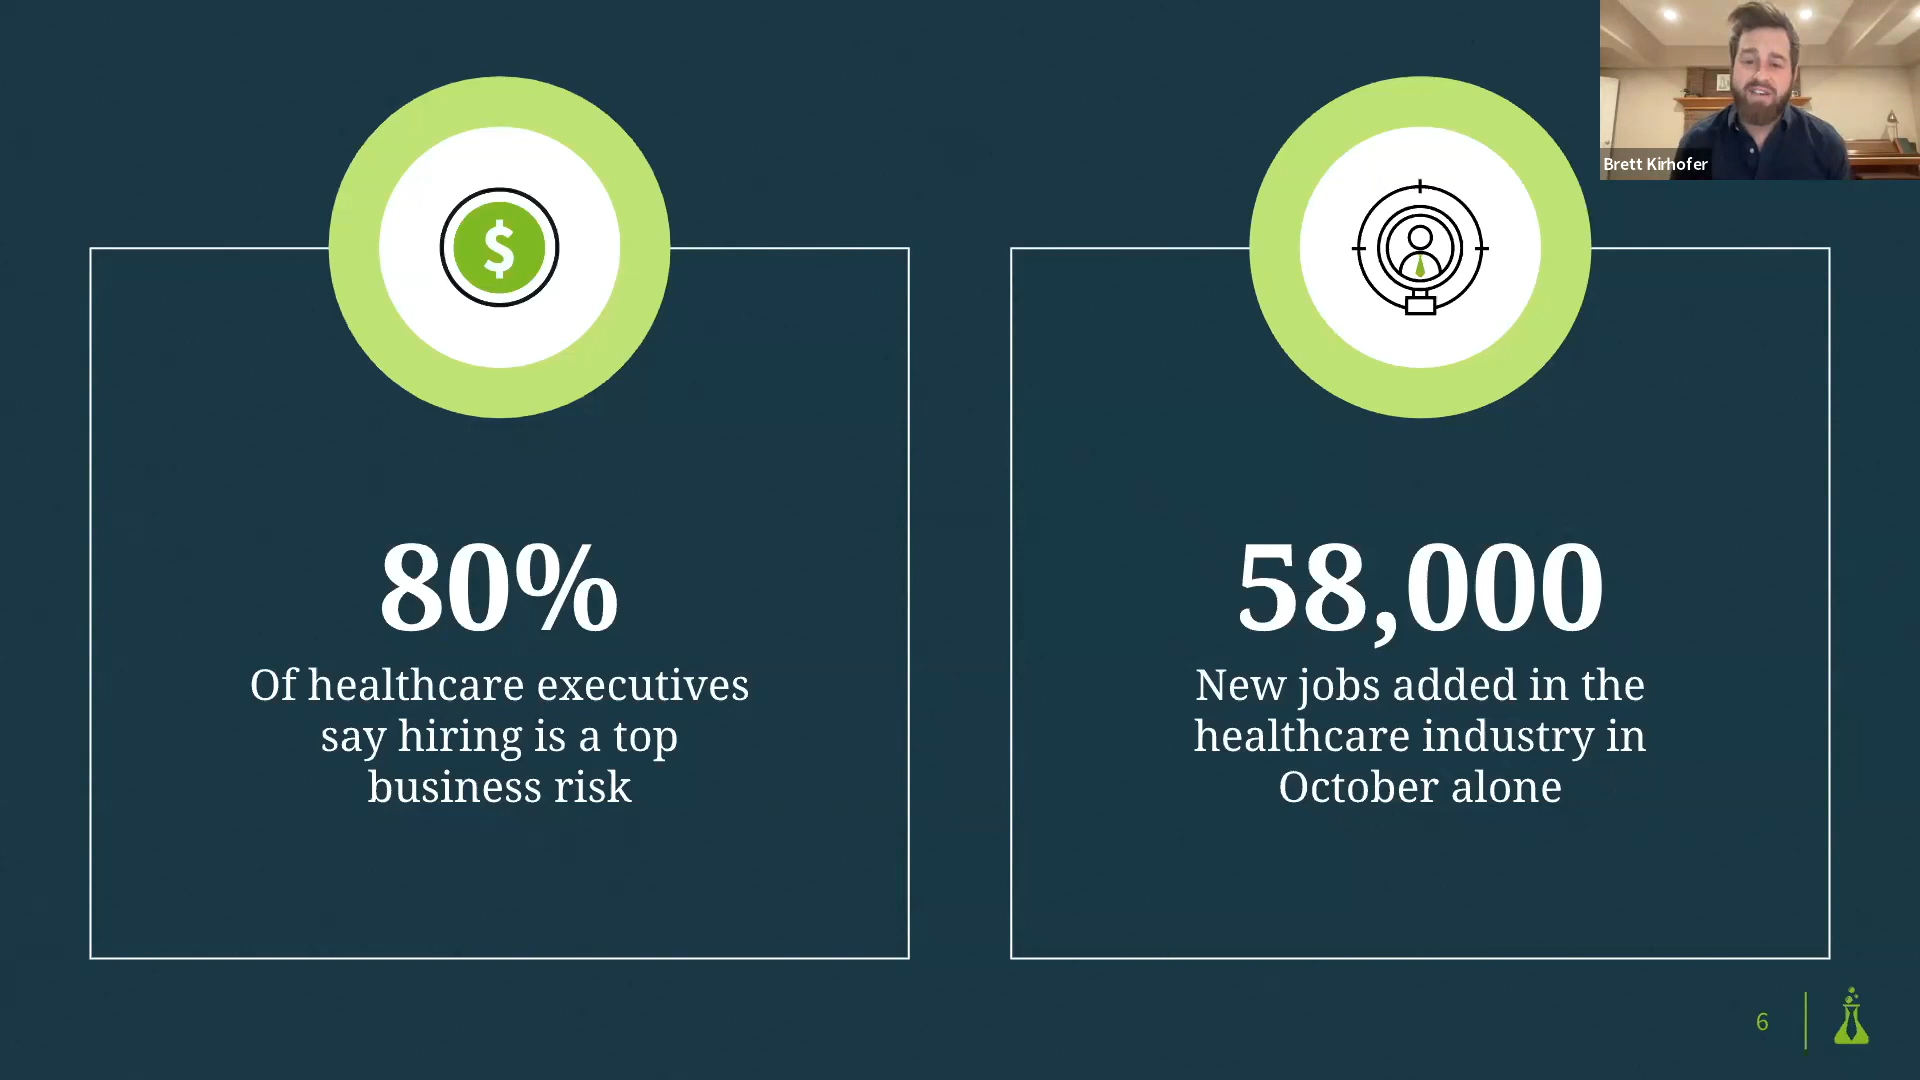 Brett Kirhofer
$
80%
Of healthcare executives
say hiring is a top
business risk
58,000
New jobs added in the
healthcare industry in
October alone
6